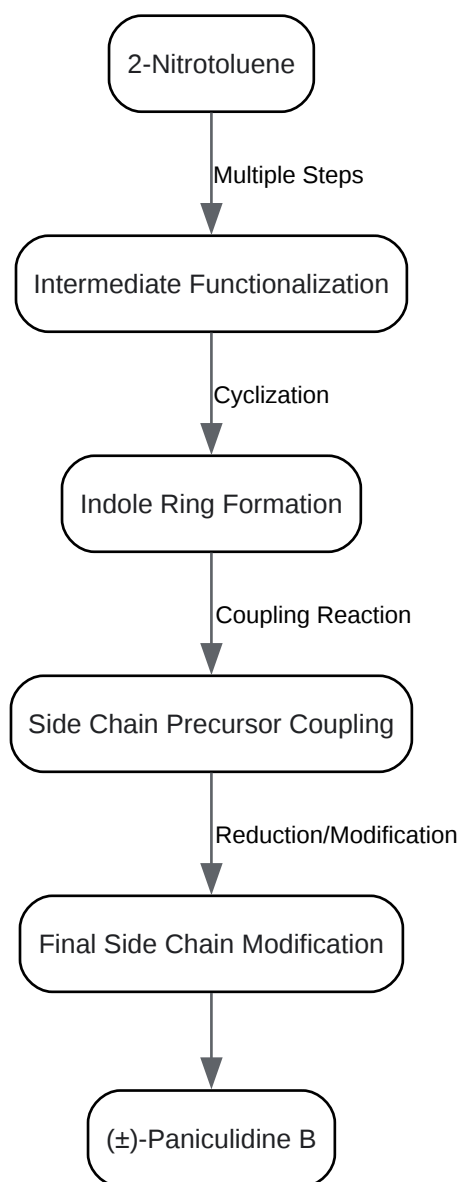 2-Nitrotoluene
Multiple Steps
Intermediate Functionalization
Cyclization
Indole Ring Formation
Coupling Reaction
Side Chain Precursor Coupling
Reduction/Modification
Final Side Chain Modification
(±)-Paniculidine B